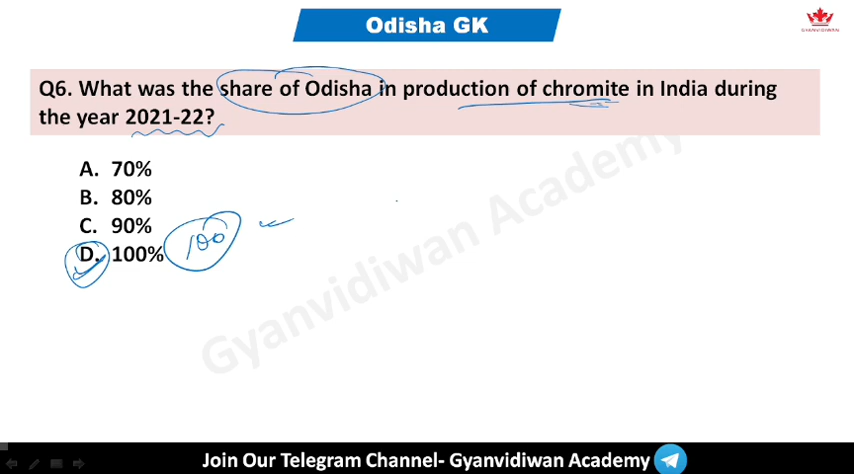 Odisha GK
GYANVIDIWAN
Q6. What was the share of Odisha in production of chromite in India during
the year 2021-22?
A. 70%
B. 80%
C. 90%
D. 100%
100
Gyanvidiwan Academy
Join Our Telegram Channel- Gyanvidiwan Academy